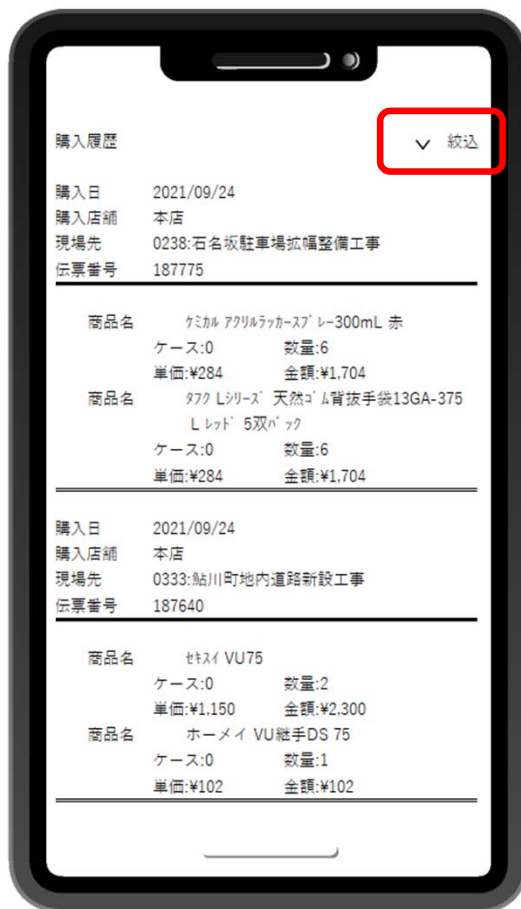 購入履歴 ∨ 絞込
購入日 2021/09/24
購入店舗 本店
現場先 0238:石名坂駐車場拡幅整備工事
伝票番号 187775
商品名 ｹﾐｶﾙ ｱｸﾘﾙﾗｯｶｰｽﾌﾟﾚｰ300mL 赤
ケース:0 数量:6
単価:¥284 金額:¥1,704
商品名 ﾀﾌｸ Lｼﾘｰｽﾞ 天然ｺﾞﾑ背抜手袋13GA-375
L ﾚｯﾄﾞ 5双ﾊﾟｯｸ
ケース:0 数量:6
単価:¥284 金額:¥1,704
購入日 2021/09/24
購入店舗 本店
現場先 0333:鮎川町地内道路新設工事
伝票番号 187640
商品名 ｾｷｽｲ VU75
ケース:0 数量:2
単価:¥1,150 金額:¥2,300
商品名 ホーメイ VU継手DS 75
ケース:0 数量:1
単価:¥102 金額:¥102